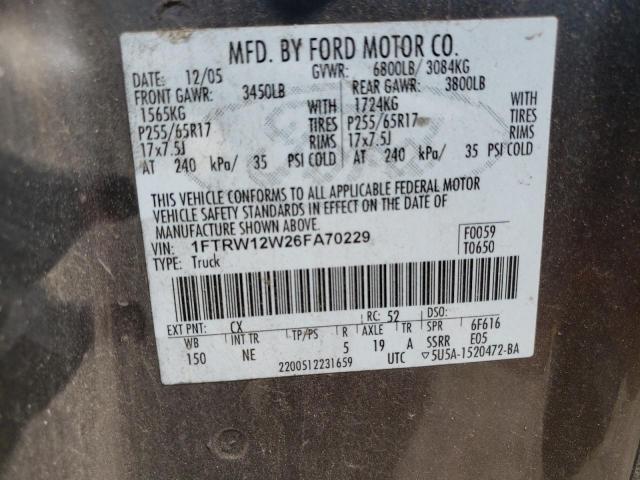 MFD. BY FORD MOTOR CO.
DATE: 12/05 GVWR: 6800LB/ 3084KG
FRONT GAWR: 3450LB REAR GAWR: 3800LB
1565KG WITH 1724KG WITH
P255/65R17 TIRES P255/65R17 TIRES
17x7.5J RIMS 17x7.5J RIMS
AT 240 kPa/ 35 PSI COLD AT 240 kPa/ 35 PSI COLD
THIS VEHICLE CONFORMS TO ALL APPLICABLE FEDERAL MOTOR
VEHICLE SAFETY STANDARDS IN EFFECT ON THE DATE OF
MANUFACTURE SHOWN ABOVE.
VIN: 1FTRW12W26FA70229 F0059
TYPE: Truck T0650
EXT PNT: CX RC: 52 DSO:
WB INT TR TP/PS R AXLE TR SPR 6F616
150 NE 5 19 A SSRR E05
2200512231659 UTC ▽5U5A-1520472-BA